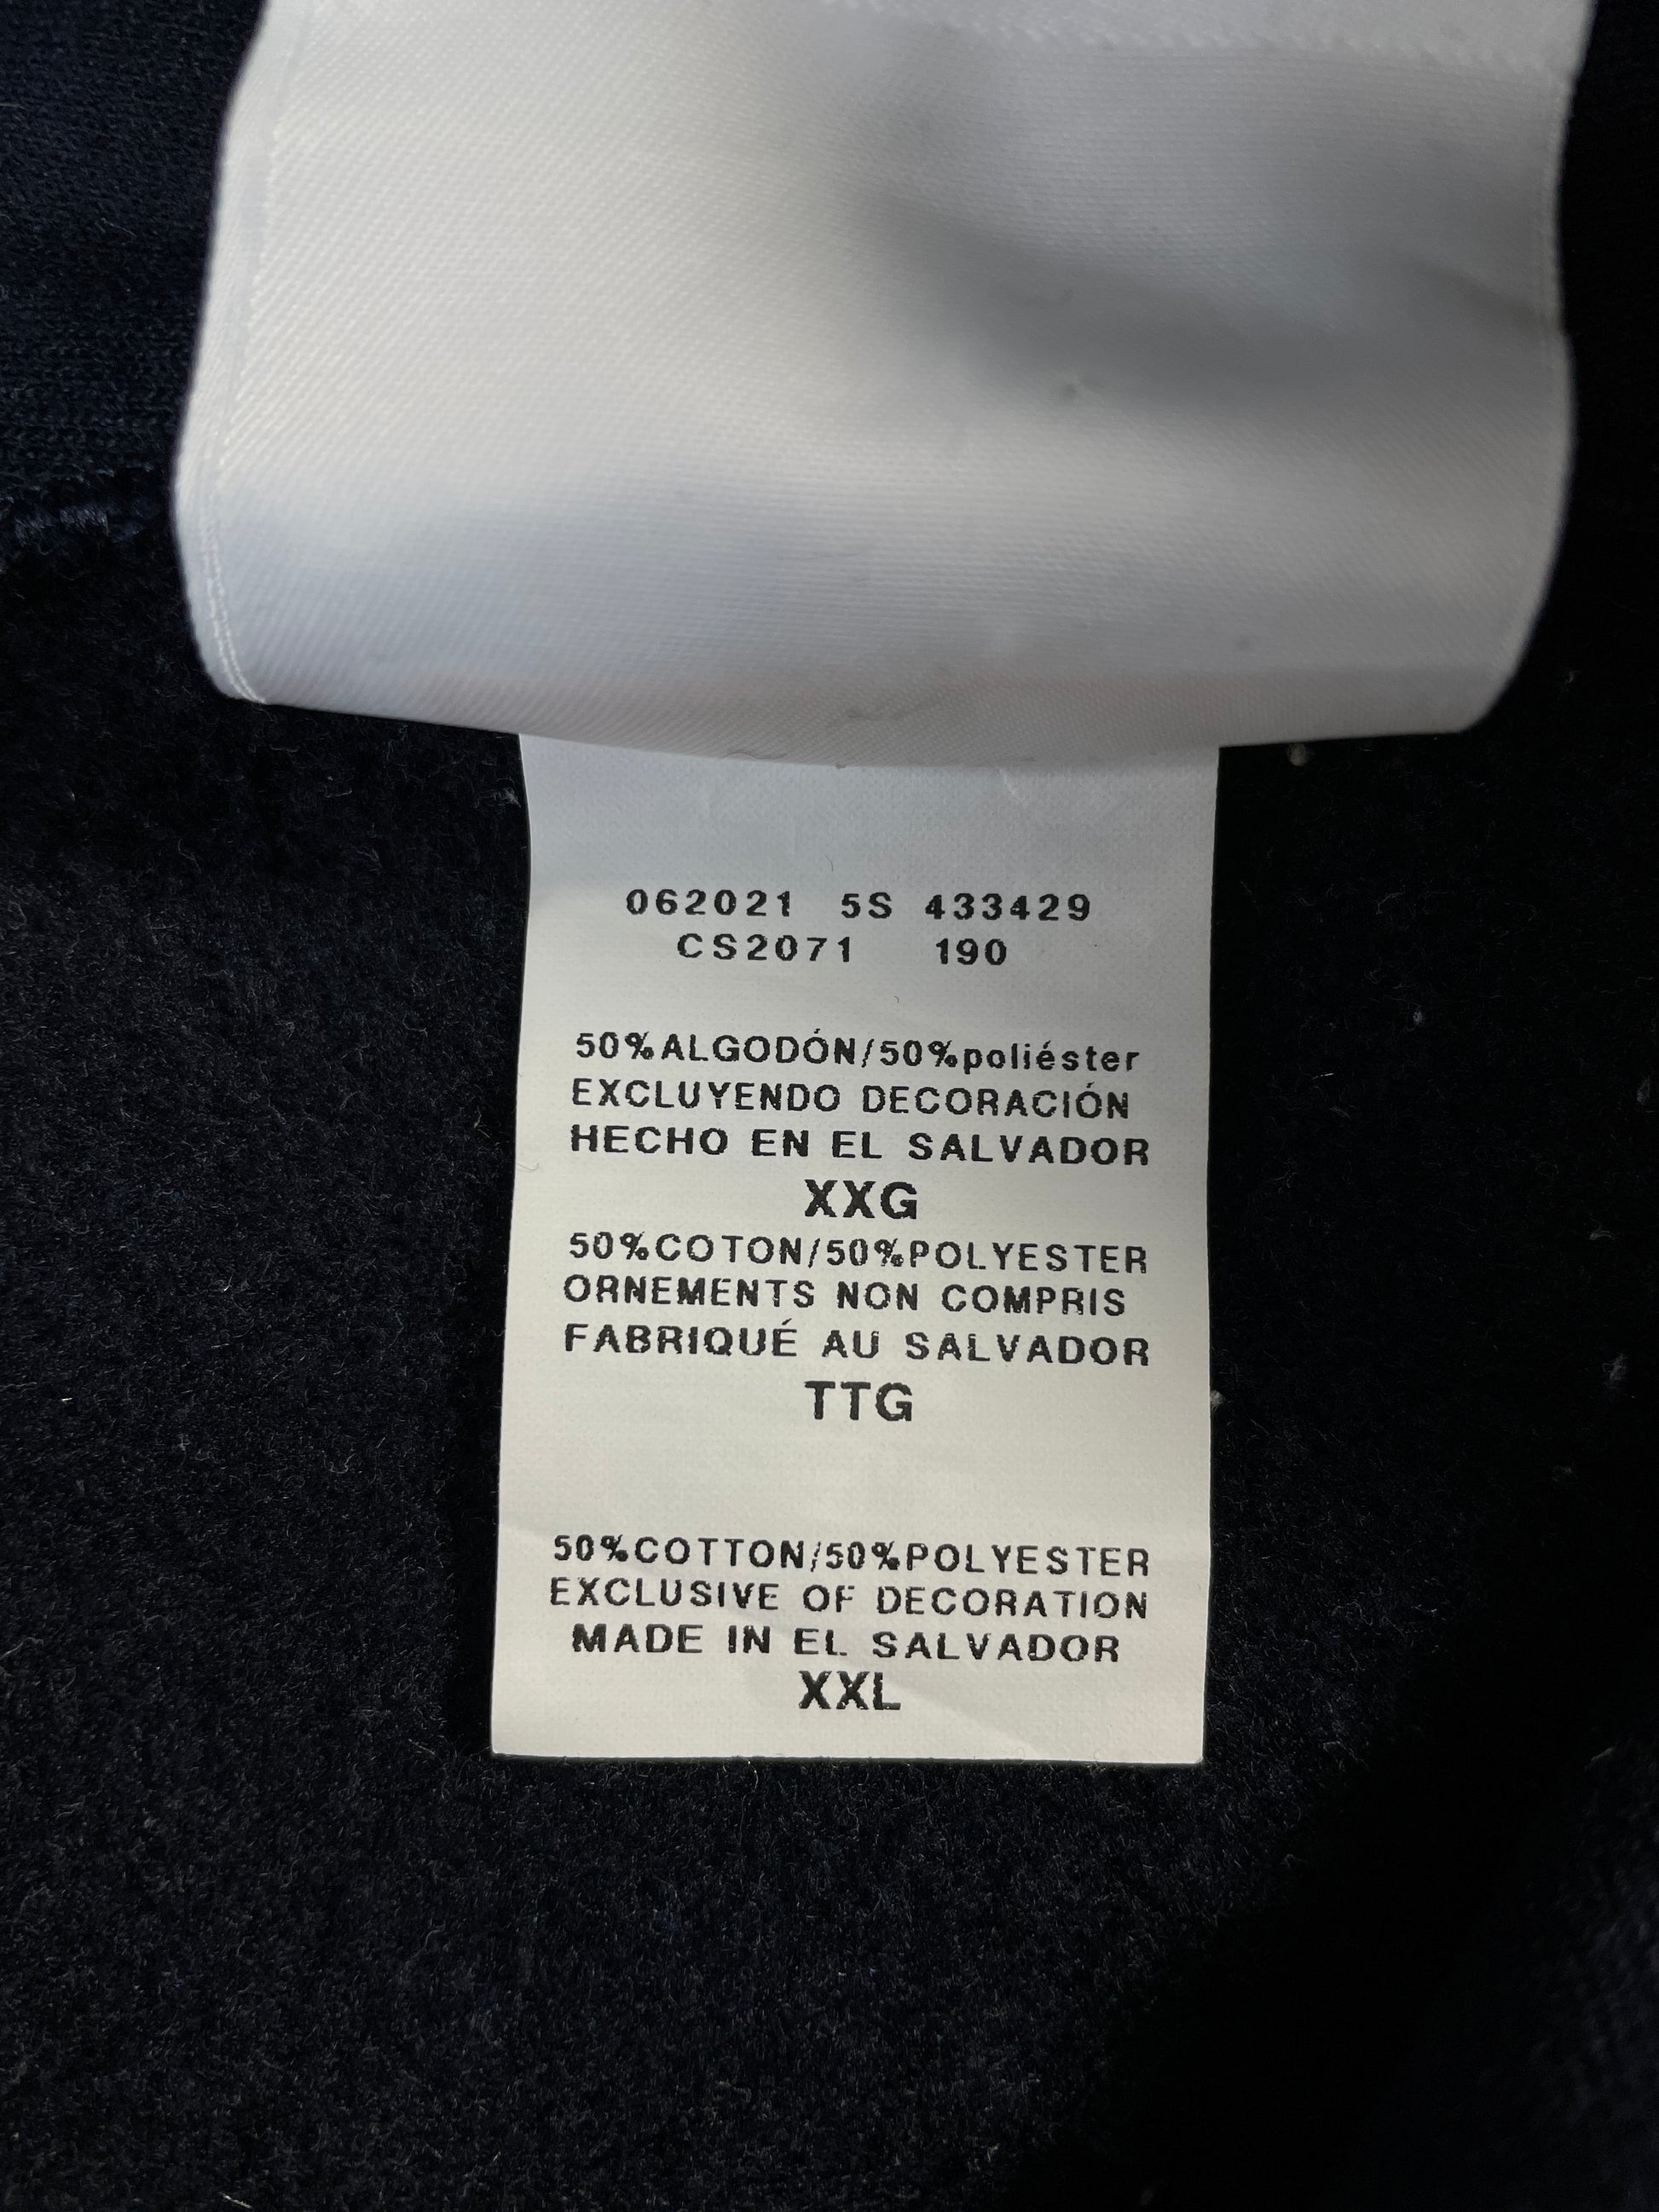 062021 5S 433429
CS2071 190
50%ALGODÓN/50%poliéster
EXCLUYENDO DECORACIÓN
HECHO EN EL SALVADOR
XXG
50%COTON/50%POLYESTER
ORNEMENTS NON COMPRIS
FABRIQUÉ AU SALVADOR
TTG
50%COTTON/50%POLYESTER
EXCLUSIVE OF DECORATION
MADE IN EL SALVADOR
XXL